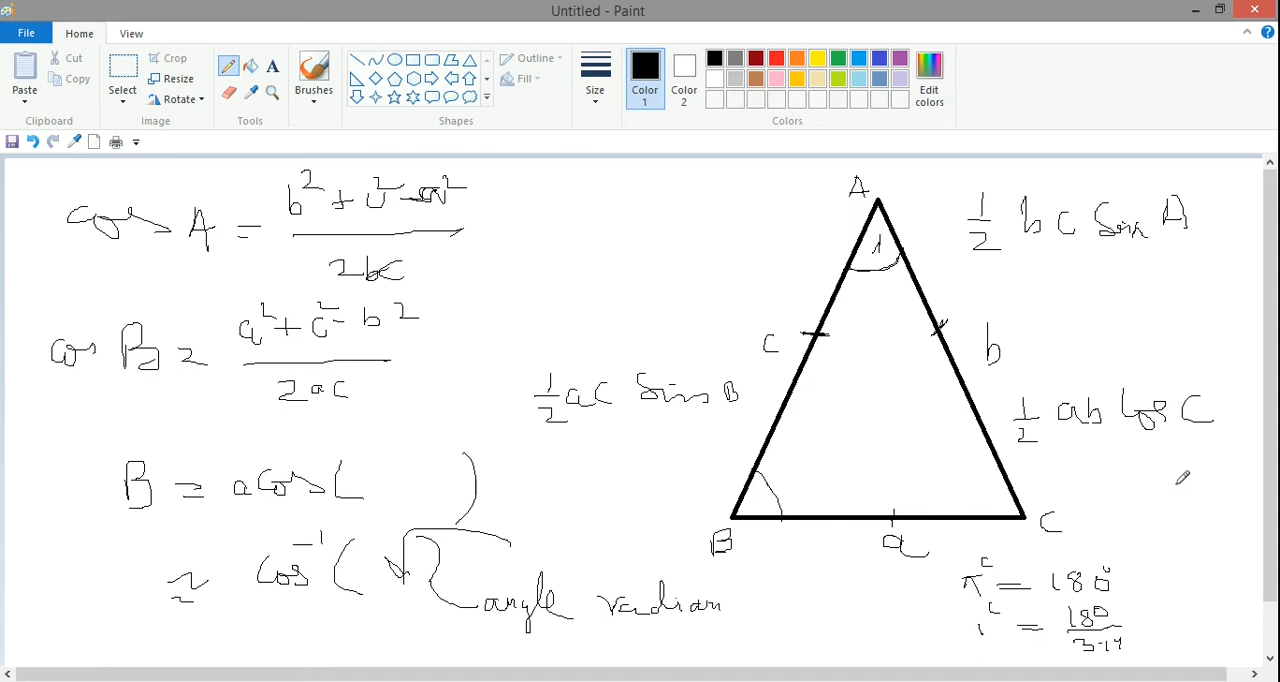 Untitled - Paint
File Home View
Paste Cut Copy
Select Crop Resize Rotate
Brushes
Outline Fill
Size
Color 1 Color 2
Edit colors
Clipboard Image Tools Shapes Colors
cos A = b² + c² - a² / 2bc
A
1/2 bc Sin A
cos B = a² + c² - b² / 2ac
c
b
1/2 ac Sin B
1/2 ab Cos C
B = acos( )
B a C
cos⁻¹(
angle radian
π^c = 180°
1^c = 180 / 3.14